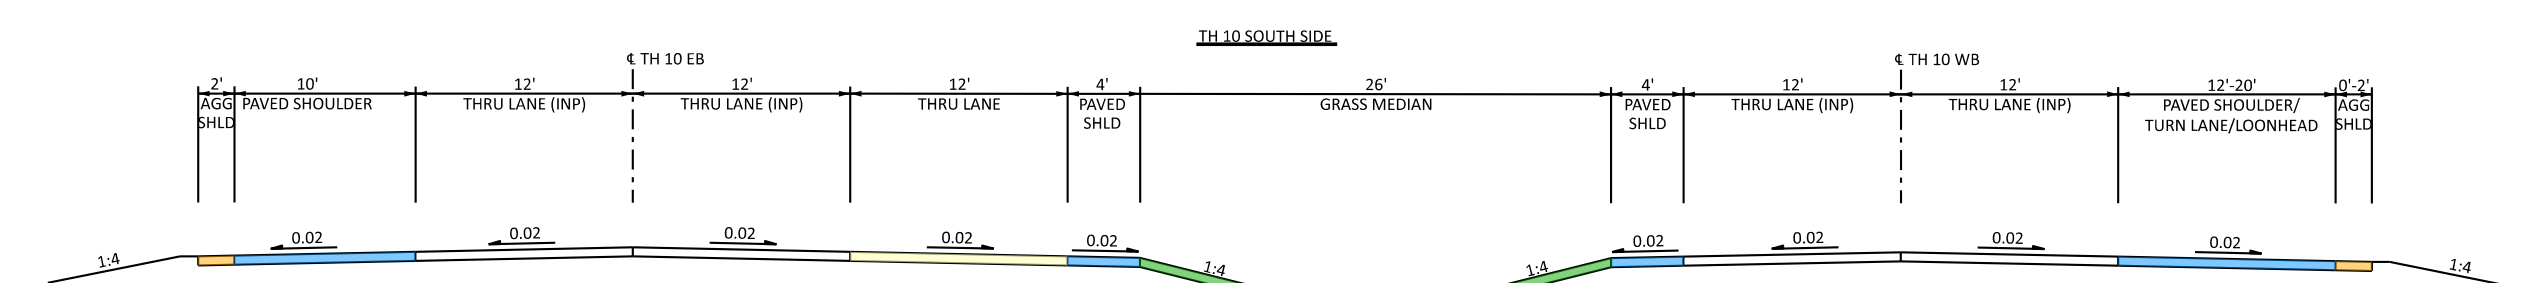 TH 10 SOUTH SIDE
℄ TH 10 EB
℄ TH 10 WB
2' 10' 12' 12' 12' 4' 26' 4' 12' 12' 12'-20' 0'-2'
AGG PAVED SHOULDER THRU LANE (INP) THRU LANE (INP) THRU LANE PAVED GRASS MEDIAN PAVED THRU LANE (INP) THRU LANE (INP) PAVED SHOULDER/ AGG
SHLD SHLD SHLD TURN LANE/LOONHEAD SHLD
0.02 0.02 0.02 0.02 0.02 0.02 0.02 0.02 0.02
1:4 1:4 1:4 1:4